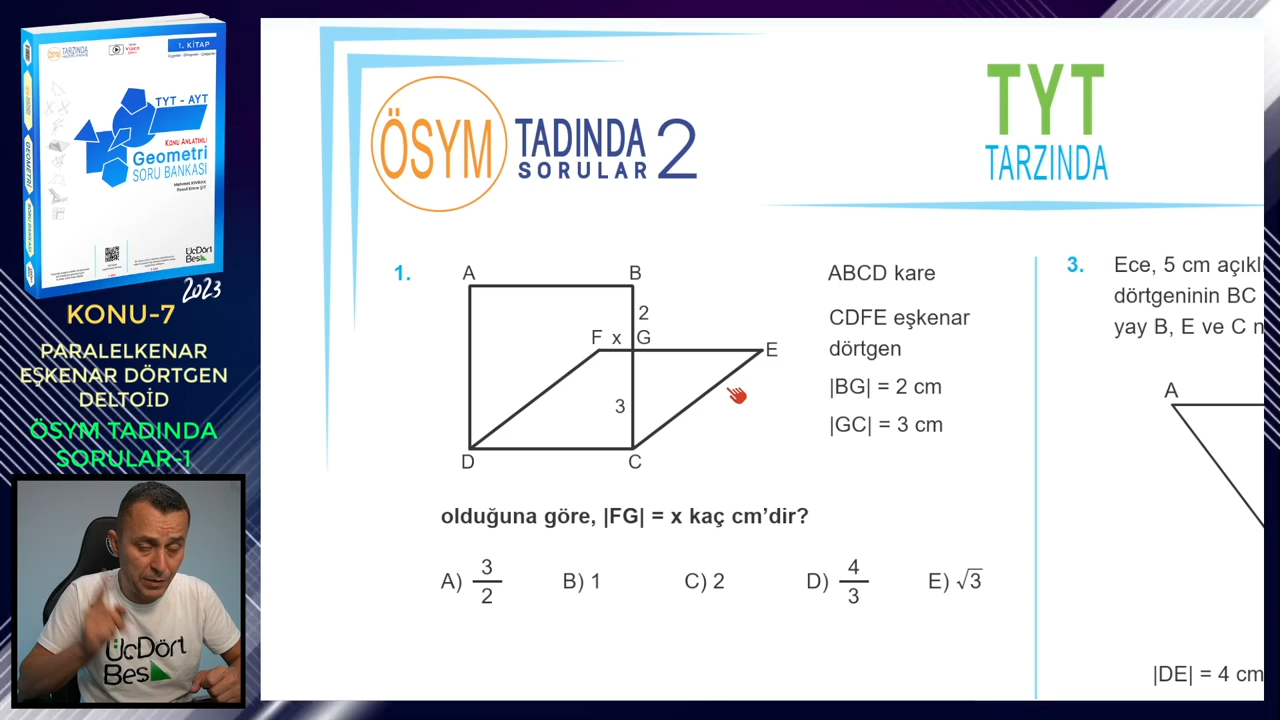 TARZINDA
1. KİTAP
TYT - AYT
KONU ANLATIMLI
Geometri
SORU BANKASI
ÜçDört
Beş
2023
KONU-7
PARALELKENAR
EŞKENAR DÖRTGEN
DELTOİD
ÖSYM TADINDA
SORULAR-1
ÜçDört
Beş
ÖSYM TADINDA
SORULAR 2
TYT
TARZINDA
1.
A
B
2
F x G
E
3
D
C
ABCD kare
CDFE eşkenar
dörtgen
|BG| = 2 cm
|GC| = 3 cm
olduğuna göre, |FG| = x kaç cm’dir?
A) 3/2 B) 1 C) 2 D) 4/3 E) √3
3. Ece, 5 cm açıkl
dörtgeninin BC
yay B, E ve C n
A
|DE| = 4 cm